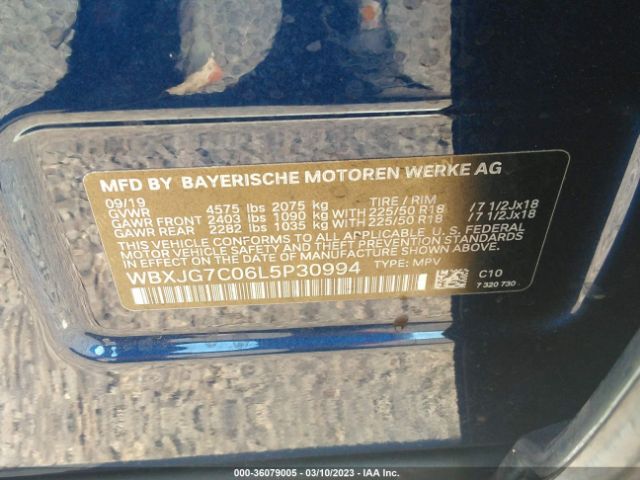 MFD BY BAYERISCHE MOTOREN WERKE AG
09/19 TIRE / RIM
GVWR 4575 lbs 2075 kg
GAWR FRONT 2403 lbs 1090 kg WITH 225/50 R18 /7 1/2Jx18
GAWR REAR 2282 lbs 1035 kg WITH 225/50 R18 /7 1/2Jx18
THIS VEHICLE CONFORMS TO ALL APPLICABLE U.S. FEDERAL
MOTOR VEHICLE SAFETY, BUMPER, AND THEFT PREVENTION STANDARDS
IN EFFECT ON THE DATE OF MANUFACTURE SHOWN ABOVE.
WBXJG7C06L5P30994 TYPE: MPV
C10
7 320 730
000-36079005 — 03/10/2023 — IAA Inc.